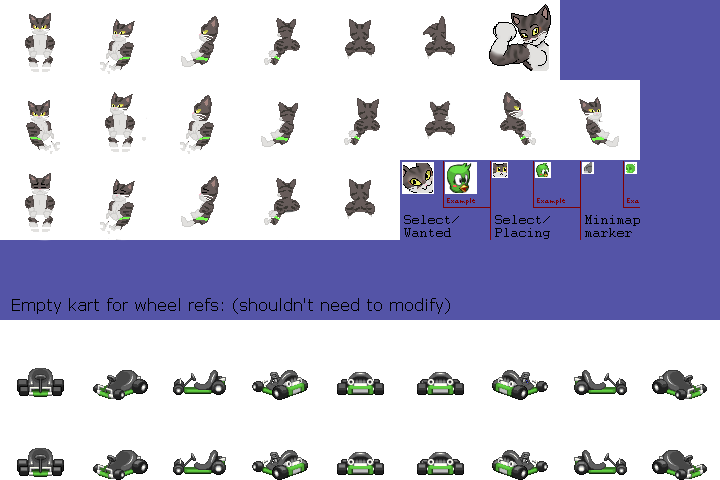 Example
Example
Exa
Select/
Wanted
Select/
Placing
Minimap
marker
Empty kart for wheel refs: (shouldn't need to modify)